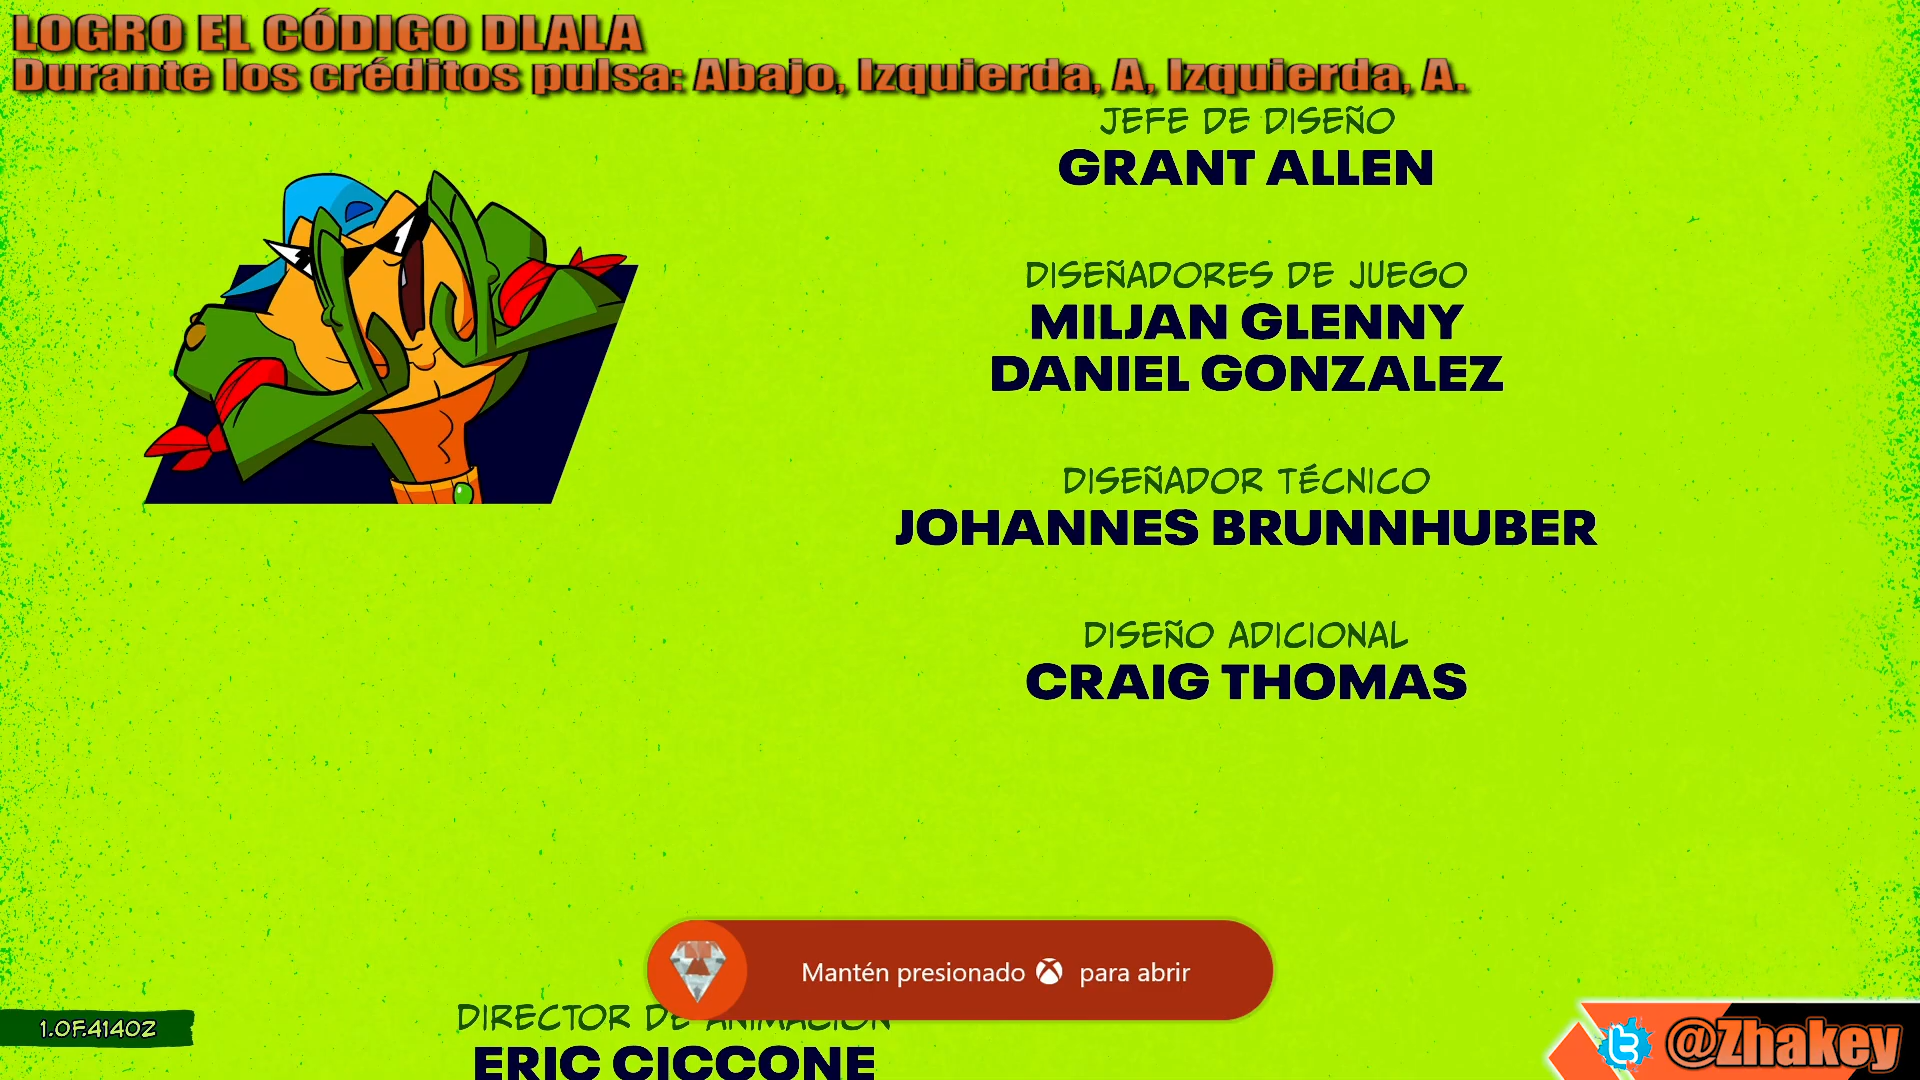 LOGRO EL CÓDIGO DLALA
Durante los créditos pulsa: Abajo, Izquierda, A, Izquierda, A.
JEFE DE DISEÑO
GRANT ALLEN
DISEÑADORES DE JUEGO
MILJAN GLENNY
DANIEL GONZALEZ
DISEÑADOR TÉCNICO
JOHANNES BRUNNHUBER
DISEÑO ADICIONAL
CRAIG THOMAS
Mantén presionado para abrir
DIRECTOR DE ANIMACIÓN
ERIC CICCONE
1.0F.41402
@Zhakey